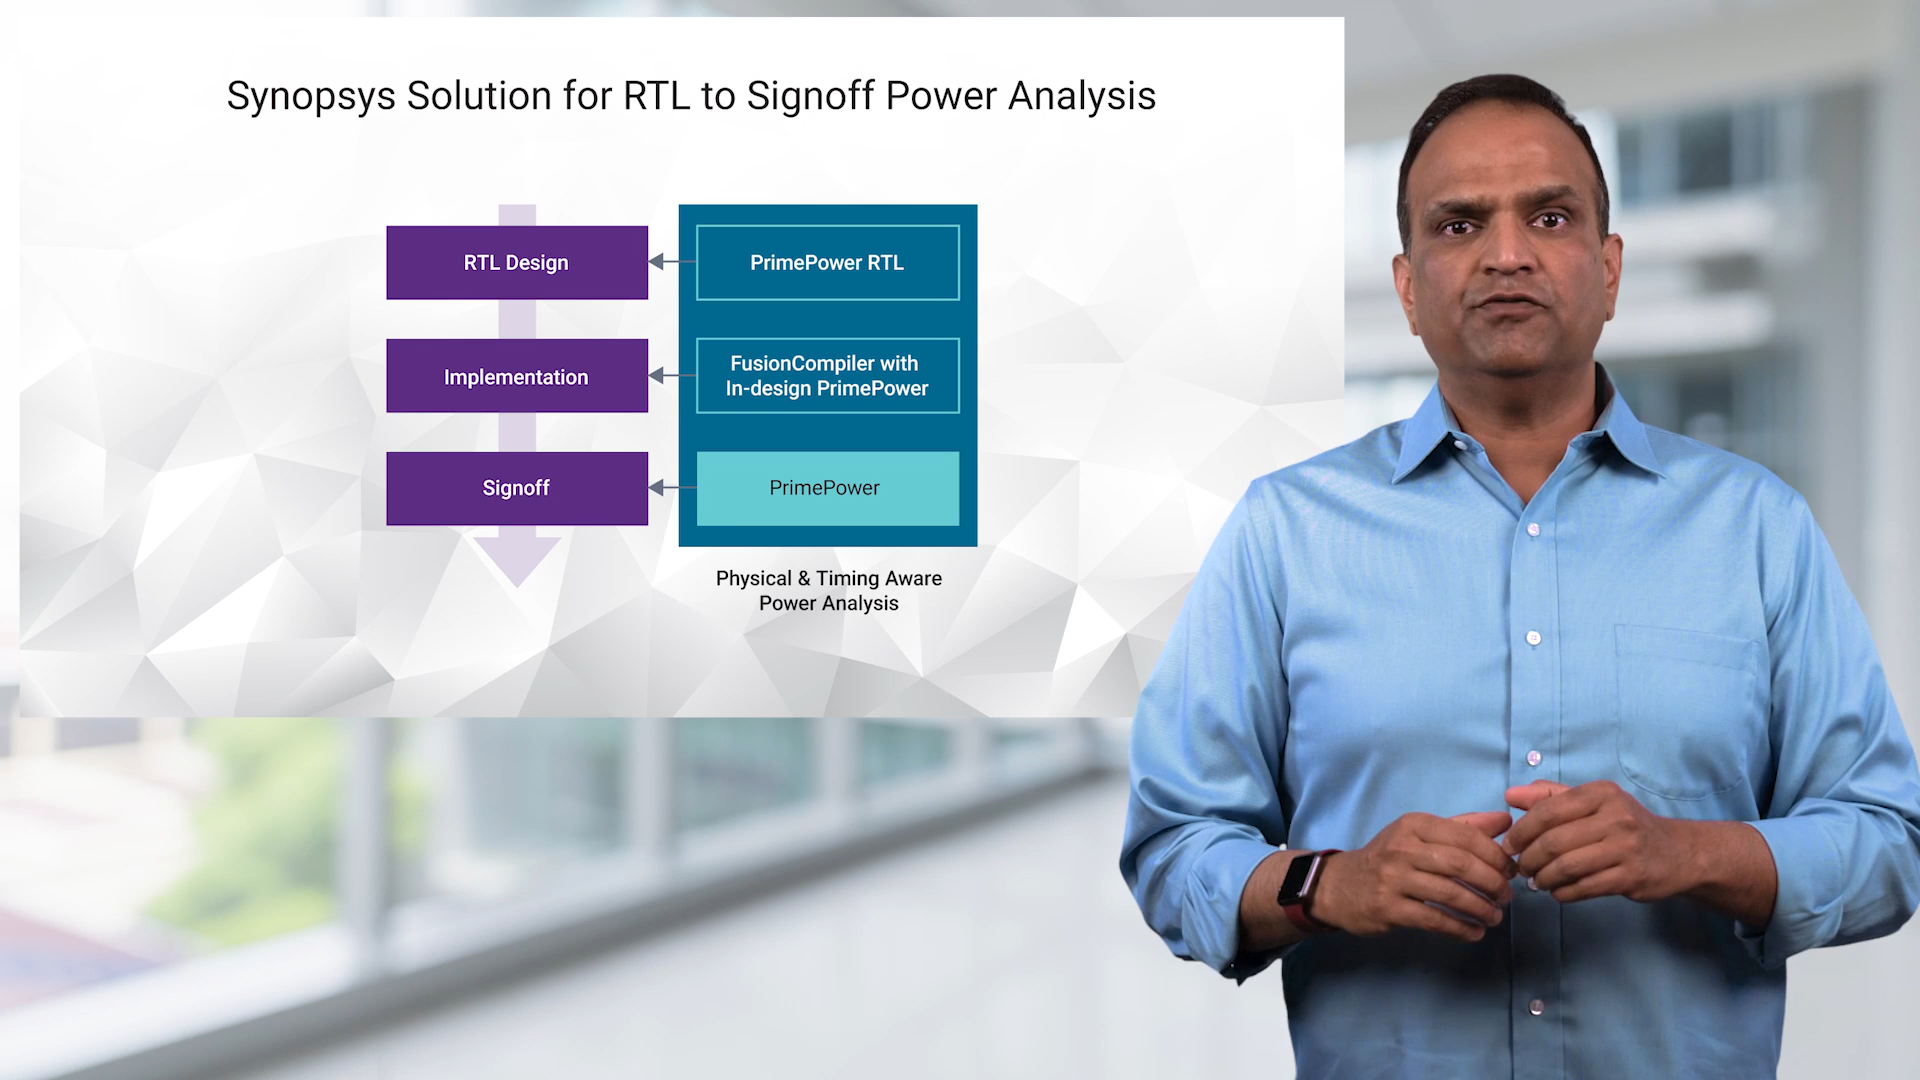 Synopsys Solution for RTL to Signoff Power Analysis
RTL Design
PrimePower RTL
Implementation
FusionCompiler with
In-design PrimePower
Signoff
PrimePower
Physical & Timing Aware
Power Analysis